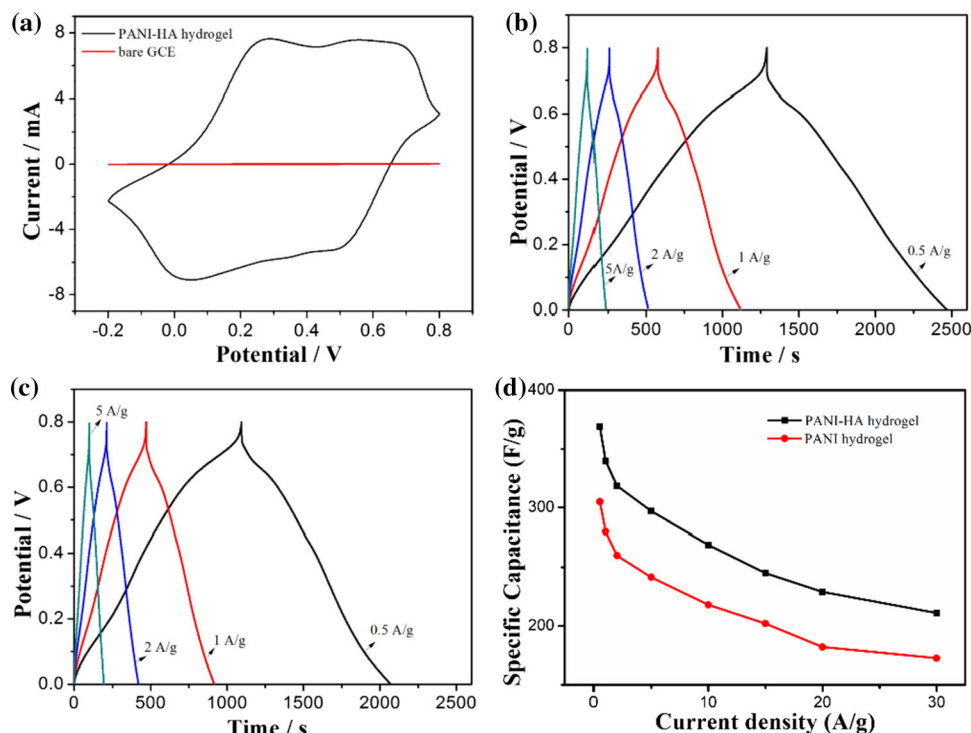 (a)
PANI-HA hydrogel
bare GCE
8
4
0
-4
-8
Current / mA
-0.2 0.0 0.2 0.4 0.6 0.8
Potential / V
(b)
0.8
0.6
0.4
0.2
0.0
Potential / V
5A/g
2 A/g
1 A/g
0.5 A/g
0 500 1000 1500 2000 2500
Time / s
(c)
0.8
0.6
0.4
0.2
0.0
Potential / V
5 A/g
2 A/g
1 A/g
0.5 A/g
0 500 1000 1500 2000 2500
Time / s
(d)
400
300
200
Specific Capacitance (F/g)
PANI-HA hydrogel
PANI hydrogel
0 10 20 30
Current density (A/g)